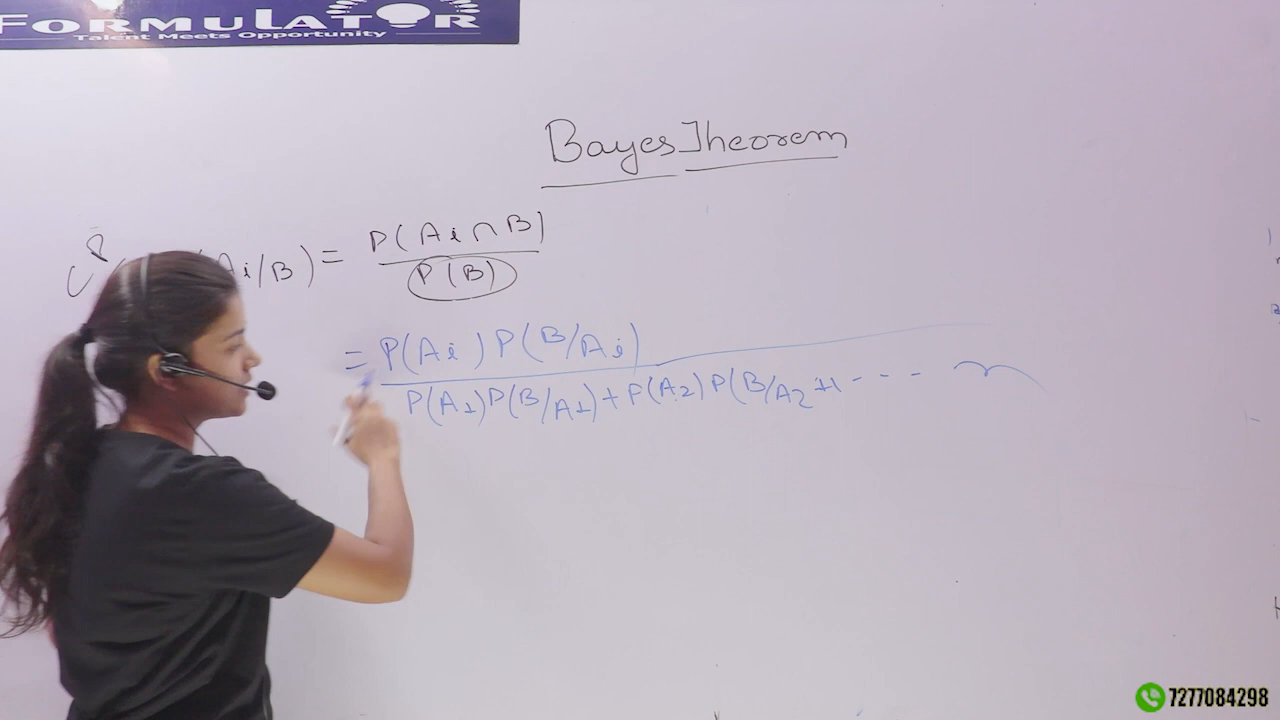 FORMULATOR
Talent Meets Opportunity
Bayes Theorem
Ai/B) = P(Ai∩B)
P(B)
= P(Ai) P(B/Ai)
P(A1)P(B/A1)+P(A2)P(B/A2 + ----
7277084298